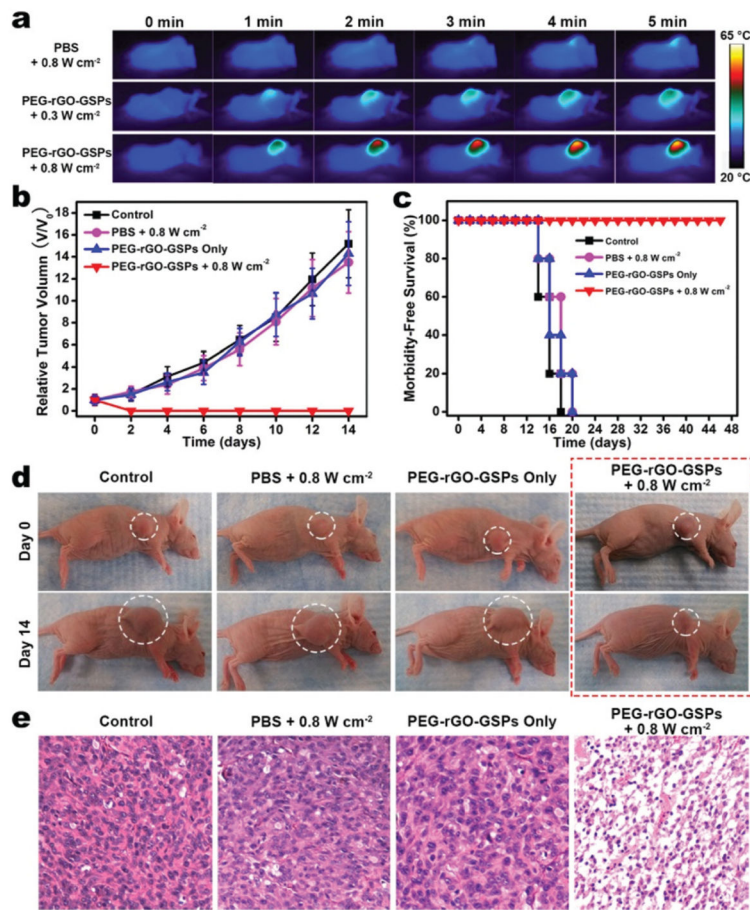 a
0 min 1 min 2 min 3 min 4 min 5 min
PBS
+ 0.8 W cm-2
PEG-rGO-GSPs
+ 0.3 W cm-2
PEG-rGO-GSPs
+ 0.8 W cm-2
65 °C
20 °C
b
Relative Tumor Volumn (V/V0)
18
16
14
12
10
8
6
4
2
0
Control
PBS + 0.8 W cm-2
PEG-rGO-GSPs Only
PEG-rGO-GSPs + 0.8 W cm-2
0 2 4 6 8 10 12 14
Time (days)
c
Morbidity-Free Survival (%)
100
80
60
40
20
0
Control
PBS + 0.8 W cm-2
PEG-rGO-GSPs Only
PEG-rGO-GSPs + 0.8 W cm-2
0 4 8 12 16 20 24 28 32 36 40 44 48
Time (days)
d
Control PBS + 0.8 W cm-2 PEG-rGO-GSPs Only PEG-rGO-GSPs
+ 0.8 W cm-2
Day 0
Day 14
e
Control PBS + 0.8 W cm-2 PEG-rGO-GSPs Only PEG-rGO-GSPs
+ 0.8 W cm-2